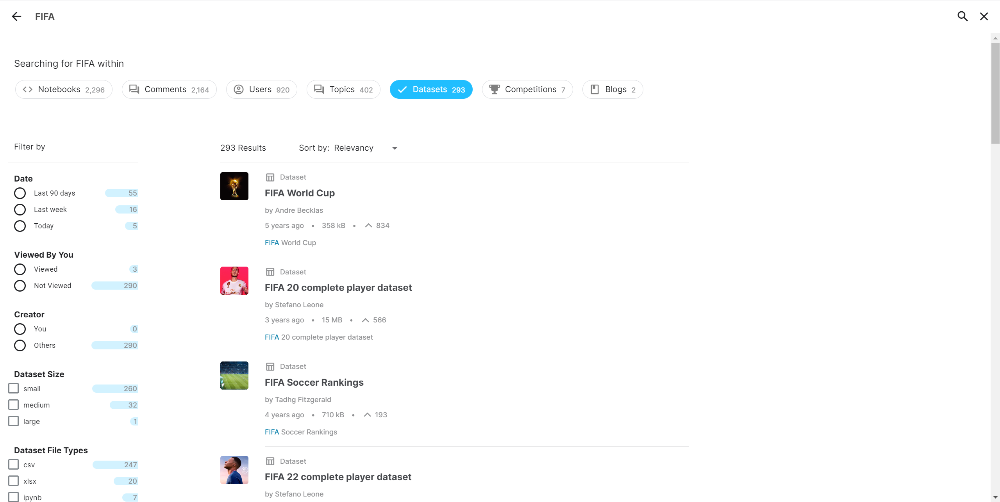 FIFA
Searching for FIFA within
Notebooks 2,296 Comments 2,164 Users 920 Topics 402 Datasets 293 Competitions 7 Blogs 2
Filter by
Date
Last 90 days 55
Last week 16
Today 5
Viewed By You
Viewed 3
Not Viewed 290
Creator
You 0
Others 290
Dataset Size
small 260
medium 32
large 1
Dataset File Types
csv 247
xlsx 20
ipynb 7
293 Results Sort by: Relevancy
Dataset
FIFA World Cup
by Andre Becklas
5 years ago • 358 kB • 834
FIFA World Cup
Dataset
FIFA 20 complete player dataset
by Stefano Leone
3 years ago • 15 MB • 566
FIFA 20 complete player dataset
Dataset
FIFA Soccer Rankings
by Tadhg Fitzgerald
4 years ago • 710 kB • 193
FIFA Soccer Rankings
Dataset
FIFA 22 complete player dataset
by Stefano Leone